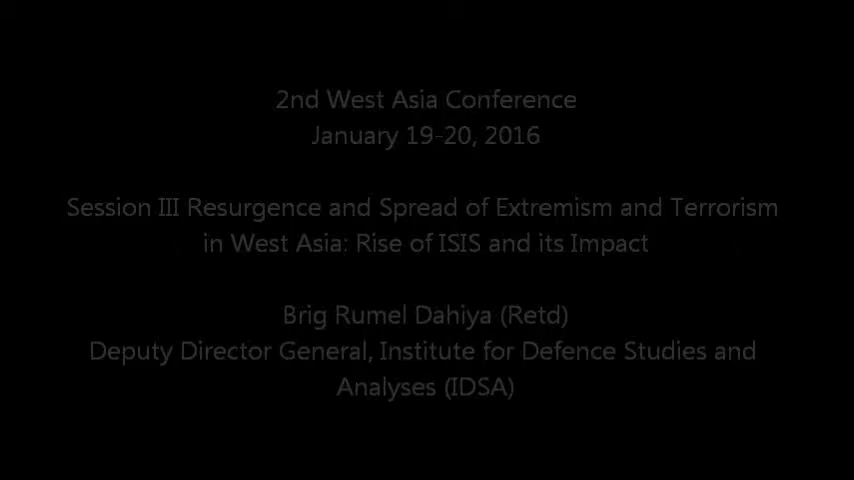 2nd West Asia Conference
January 19-20, 2016
Session III Resurgence and Spread of Extremism and Terrorism
in West Asia: Rise of ISIS and its Impact
Brig Rumel Dahiya (Retd)
Deputy Director General, Institute for Defence Studies and
Analyses (IDSA)